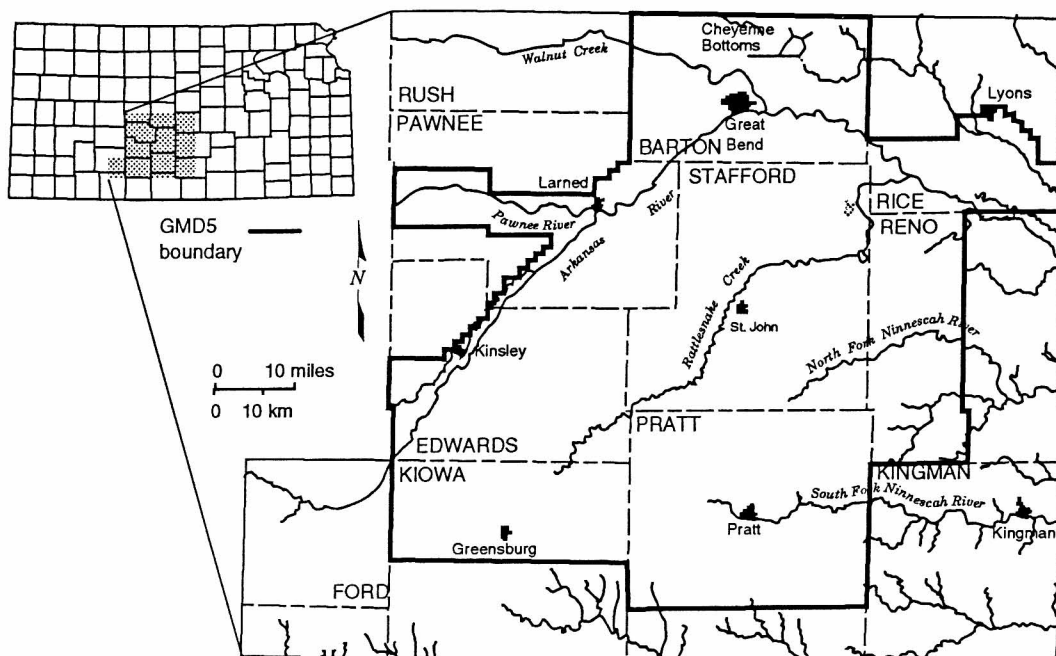 Cheyenne
Bottoms
Walnut Creek
Lyons
RUSH
PAWNEE
Great
Bend
BARTON
STAFFORD
Larned
RICE
RENO
Pawnee River
Arkansas
River
GMD5
boundary
N
Rattlesnake
Creek
St. John
North Fork Ninnescah River
Kinsley
0 10 miles
0 10 km
PRATT
EDWARDS
KIOWA
KINGMAN
South Fork Ninnescah River
Pratt
Kingman
Greensburg
FORD